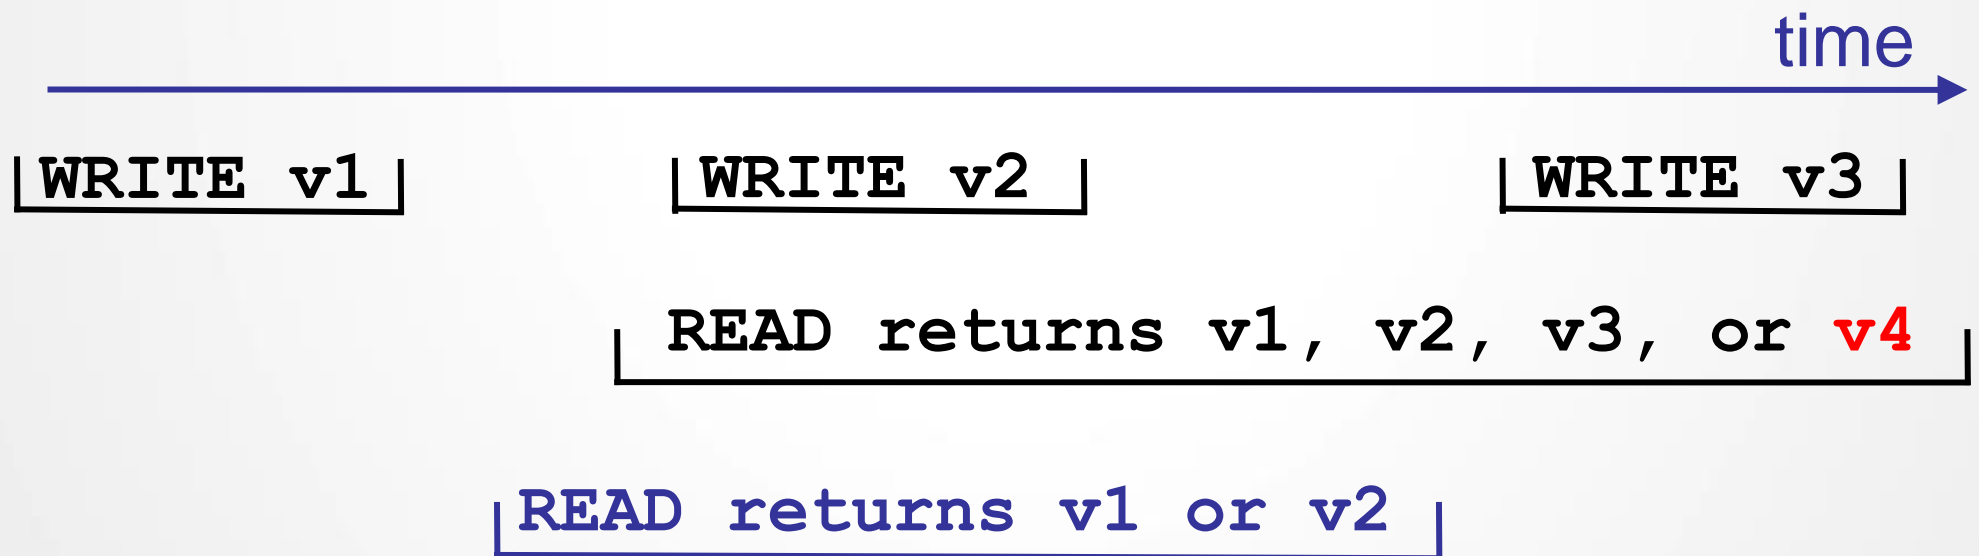 time
WRITE v1 WRITE v2 WRITE v3
READ returns v1, v2, v3, or v4
READ returns v1 or v2